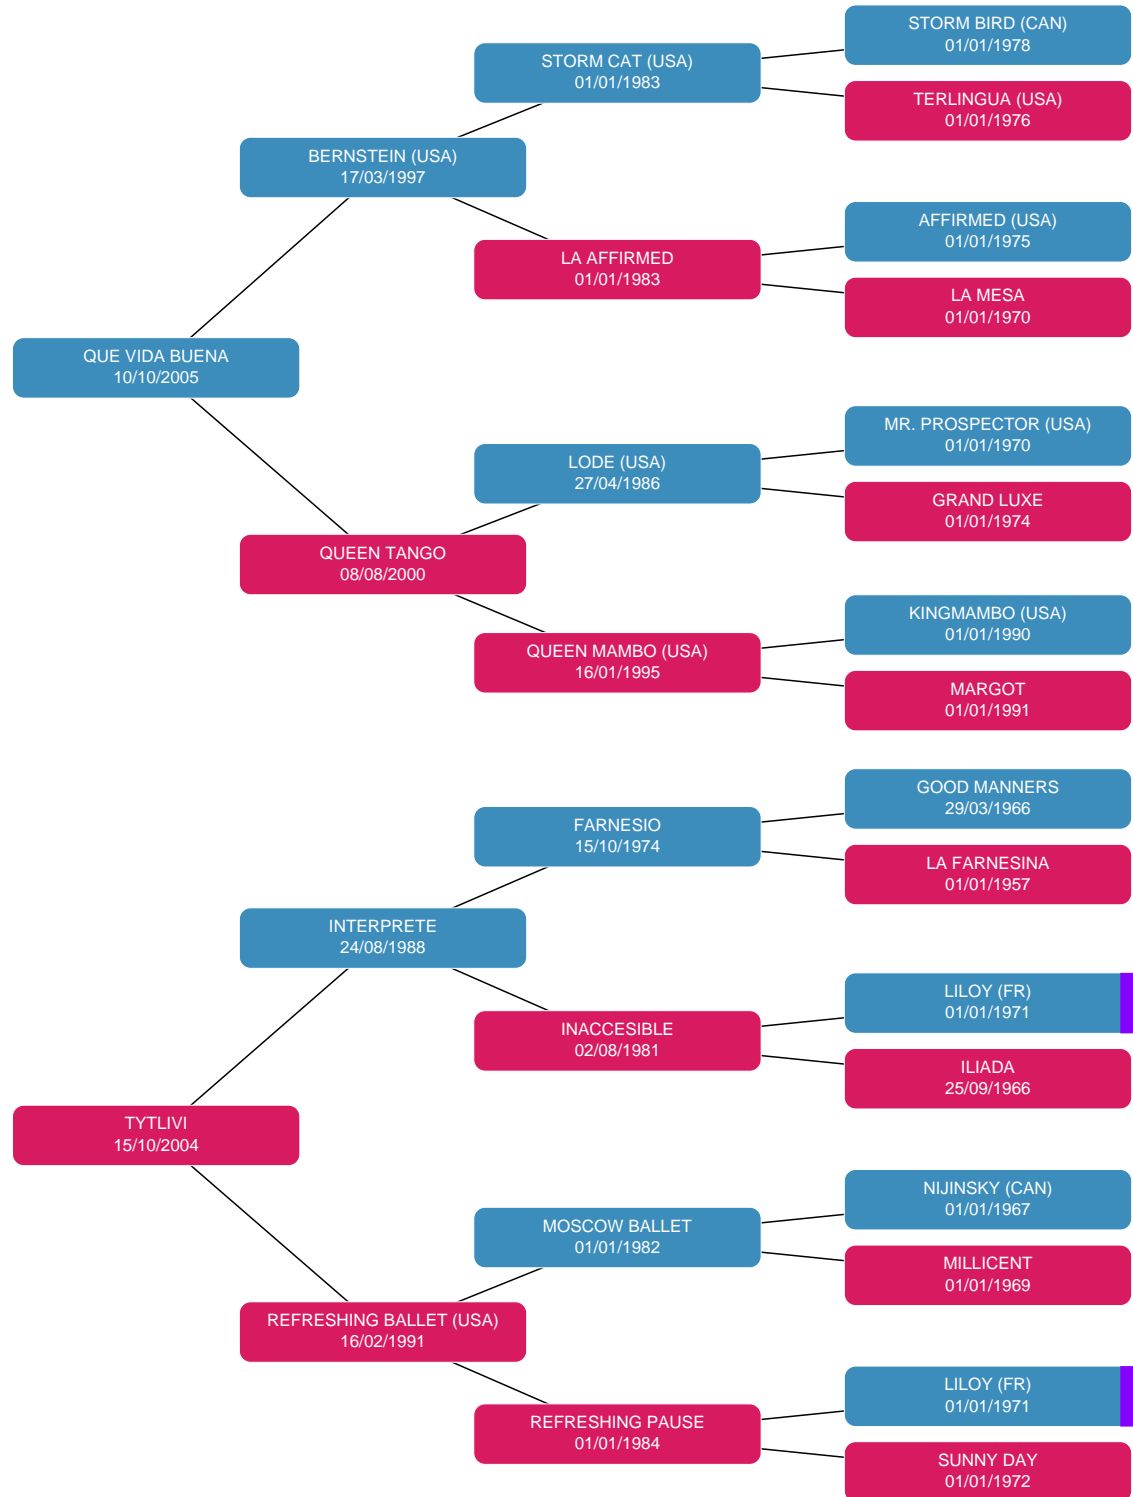 STORM BIRD (CAN)
01/01/1978
STORM CAT (USA)
01/01/1983
TERLINGUA (USA)
01/01/1976
BERNSTEIN (USA)
17/03/1997
AFFIRMED (USA)
01/01/1975
LA AFFIRMED
01/01/1983
LA MESA
01/01/1970
QUE VIDA BUENA
10/10/2005
MR. PROSPECTOR (USA)
01/01/1970
LODE (USA)
27/04/1986
GRAND LUXE
01/01/1974
QUEEN TANGO
08/08/2000
KINGMAMBO (USA)
01/01/1990
QUEEN MAMBO (USA)
16/01/1995
MARGOT
01/01/1991
GOOD MANNERS
29/03/1966
FARNESIO
15/10/1974
LA FARNESINA
01/01/1957
INTERPRETE
24/08/1988
LILOY (FR)
01/01/1971
INACCESIBLE
02/08/1981
ILIADA
25/09/1966
TYTLIVI
15/10/2004
NIJINSKY (CAN)
01/01/1967
MOSCOW BALLET
01/01/1982
MILLICENT
01/01/1969
REFRESHING BALLET (USA)
16/02/1991
LILOY (FR)
01/01/1971
REFRESHING PAUSE
01/01/1984
SUNNY DAY
01/01/1972